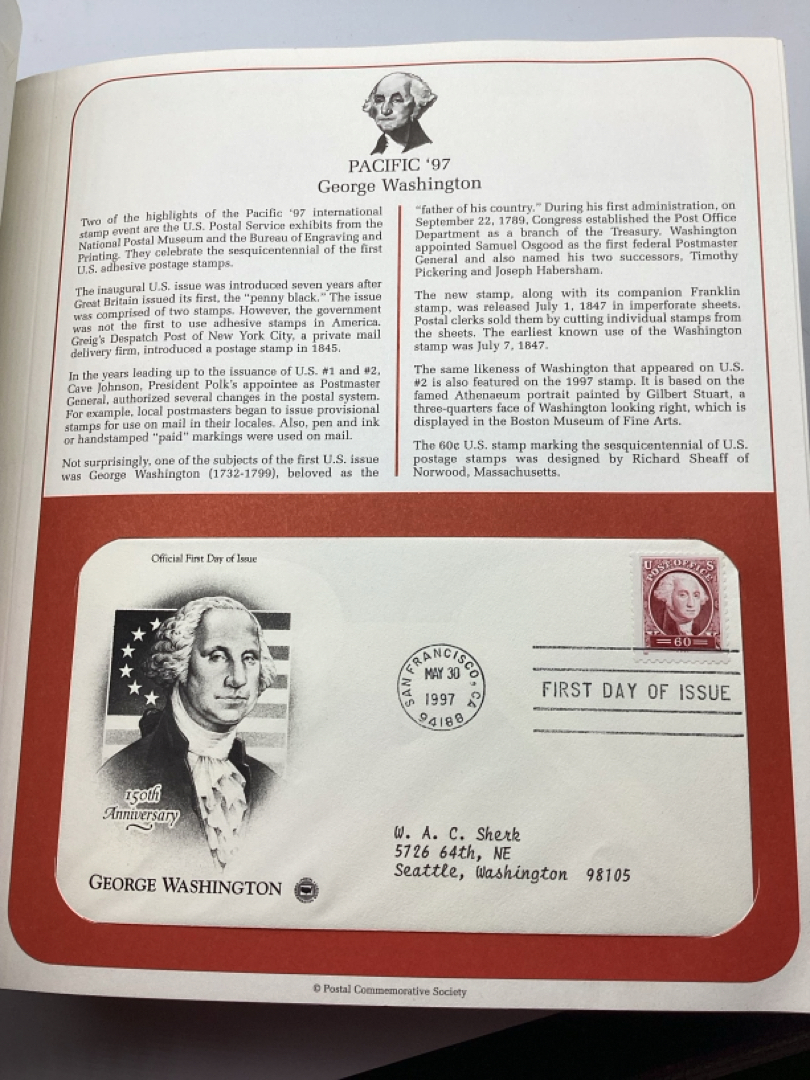 PACIFIC '97
George Washington
Two of the highlights of the Pacific '97 international
stamp event are the U.S. Postal Service exhibits from the
National Postal Museum and the Bureau of Engraving and
Printing. They celebrate the sesquicentennial of the first
U.S. adhesive postage stamps.
The inaugural U.S. issue was introduced seven years after
Great Britain issued its first, the "penny black." The issue
was comprised of two stamps. However, the government
was not the first to use adhesive stamps in America.
Greig's Despatch Post of New York City, a private mail
delivery firm, introduced a postage stamp in 1845.
In the years leading up to the issuance of U.S. #1 and #2,
Cave Johnson, President Polk's appointee as Postmaster
General, authorized several changes in the postal system.
For example, local postmasters began to issue provisional
stamps for use on mail in their locales. Also, pen and ink
or handstamped "paid" markings were used on mail.
Not surprisingly, one of the subjects of the first U.S. issue
was George Washington (1732-1799), beloved as the
"father of his country." During his first administration, on
September 22, 1789, Congress established the Post Office
Department as a branch of the Treasury. Washington
appointed Samuel Osgood as the first federal Postmaster
General and also named his two successors, Timothy
Pickering and Joseph Habersham.
The new stamp, along with its companion Franklin
stamp, was released July 1, 1847 in imperforate sheets.
Postal clerks sold them by cutting individual stamps from
the sheets. The earliest known use of the Washington
stamp was July 7, 1847.
The same likeness of Washington that appeared on U.S.
#2 is also featured on the 1997 stamp. It is based on the
famed Athenaeum portrait painted by Gilbert Stuart, a
three-quarters face of Washington looking right, which is
displayed in the Boston Museum of Fine Arts.
The 60¢ U.S. stamp marking the sesquicentennial of U.S.
postage stamps was designed by Richard Sheaff of
Norwood, Massachusetts.
Official First Day of Issue
U S
POST OFFICE
60
SAN FRANCISCO, CA
MAY 30
1997
94188
FIRST DAY OF ISSUE
150th
Anniversary
W. A. C. Sherk
5726 64th, NE
Seattle, Washington 98105
GEORGE WASHINGTON
© Postal Commemorative Society